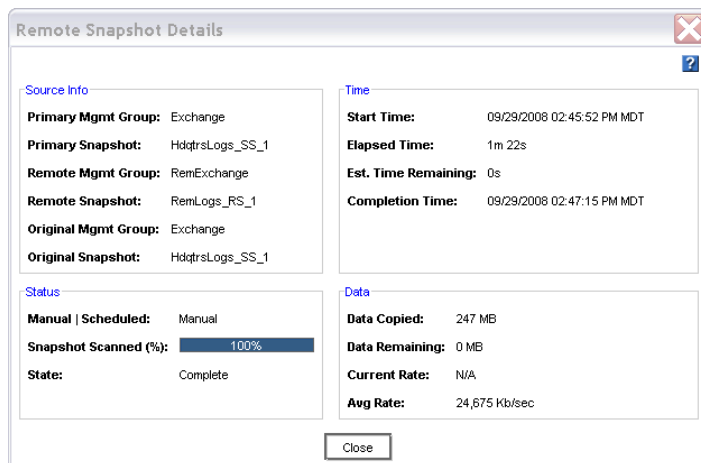 Remote Snapshot Details
?
Source Info
Primary Mgmt Group: Exchange
Primary Snapshot: HdqtrsLogs_SS_1
Remote Mgmt Group: RemExchange
Remote Snapshot: RemLogs_RS_1
Original Mgmt Group: Exchange
Original Snapshot: HdqtrsLogs_SS_1
Time
Start Time: 09/29/2008 02:45:52 PM MDT
Elapsed Time: 1m 22s
Est. Time Remaining: 0s
Completion Time: 09/29/2008 02:47:15 PM MDT
Status
Manual | Scheduled: Manual
Snapshot Scanned (%): 100%
State: Complete
Data
Data Copied: 247 MB
Data Remaining: 0 MB
Current Rate: N/A
Avg Rate: 24,675 Kb/sec
Close